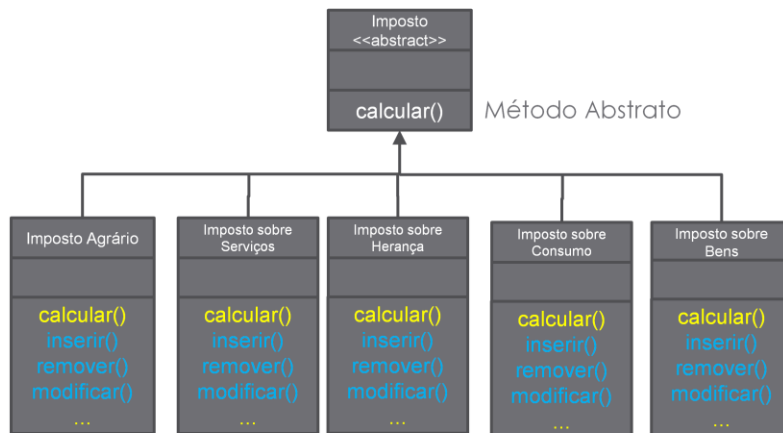 Imposto
<<abstract>>
calcular()
Método Abstrato
Imposto Agrário
calcular()
inserir()
remover()
modificar()
...
Imposto sobre
Serviços
calcular()
inserir()
remover()
modificar()
...
Imposto sobre
Herança
calcular()
inserir()
remover()
modificar()
...
Imposto sobre
Consumo
calcular()
inserir()
remover()
modificar()
...
Imposto sobre
Bens
calcular()
inserir()
remover()
modificar()
...